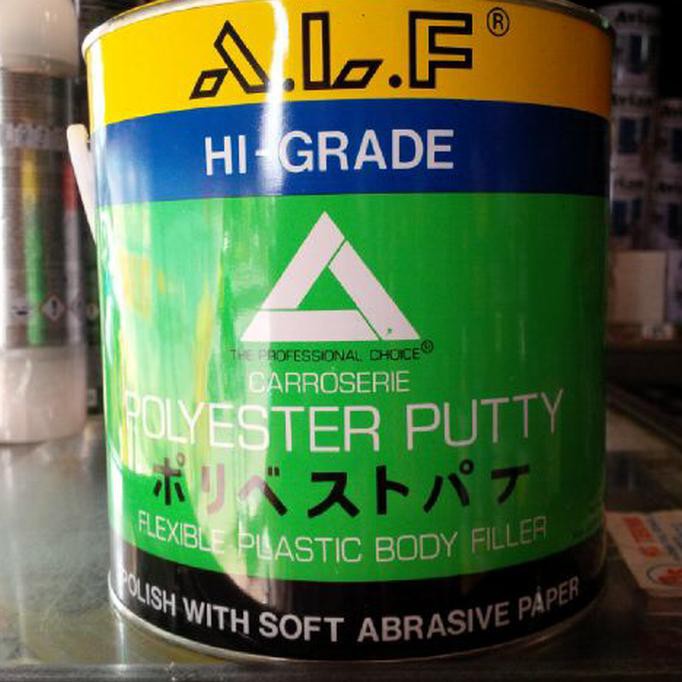 A.L.F®
HI-GRADE
THE PROFESSIONAL CHOICE®
CARROSERIE
POLYESTER PUTTY
ポリベストパテ
FLEXIBLE PLASTIC BODY FILLER
POLISH WITH SOFT ABRASIVE PAPER